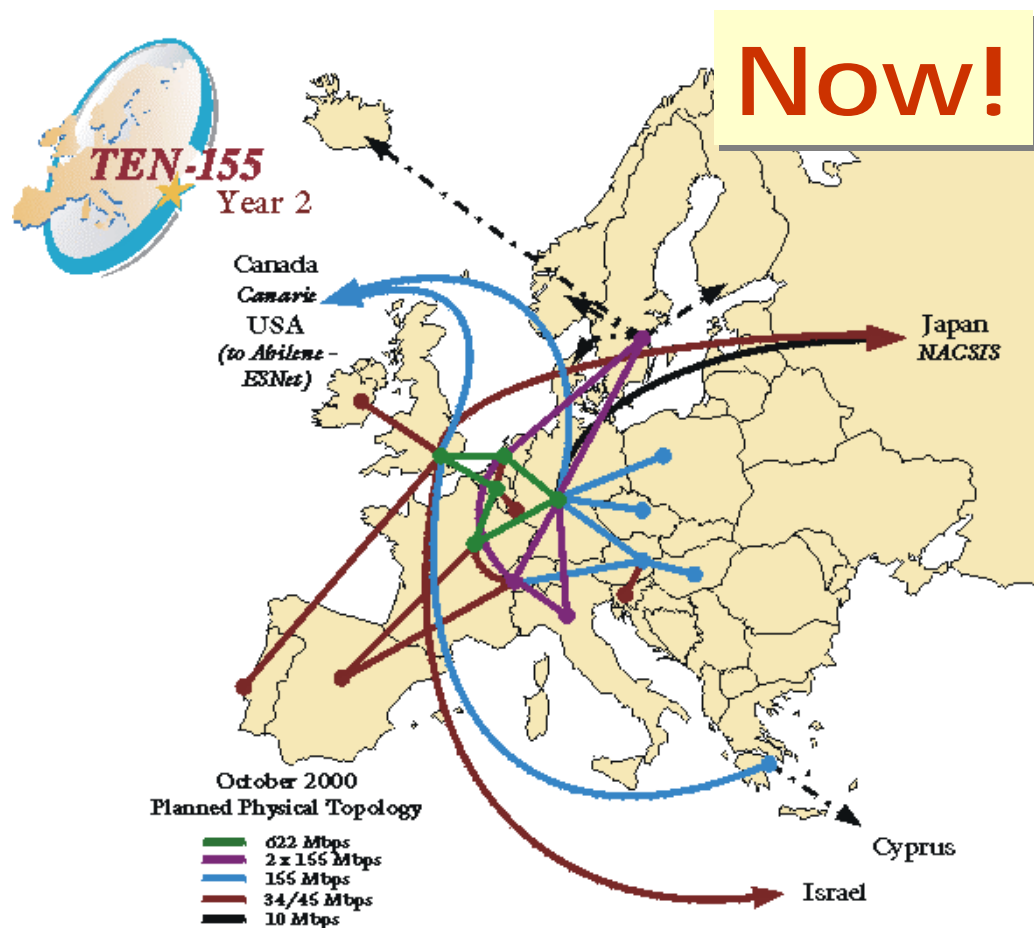 Now!
TEN-155
Year 2
Canada
Canarie
USA
(to Abilene -
ESNet)
Japan
NACSIS
October 2000
Planned Physical Topology
622 Mbps
2 x 155 Mbps
155 Mbps
34/45 Mbps
10 Mbps
Cyprus
Israel